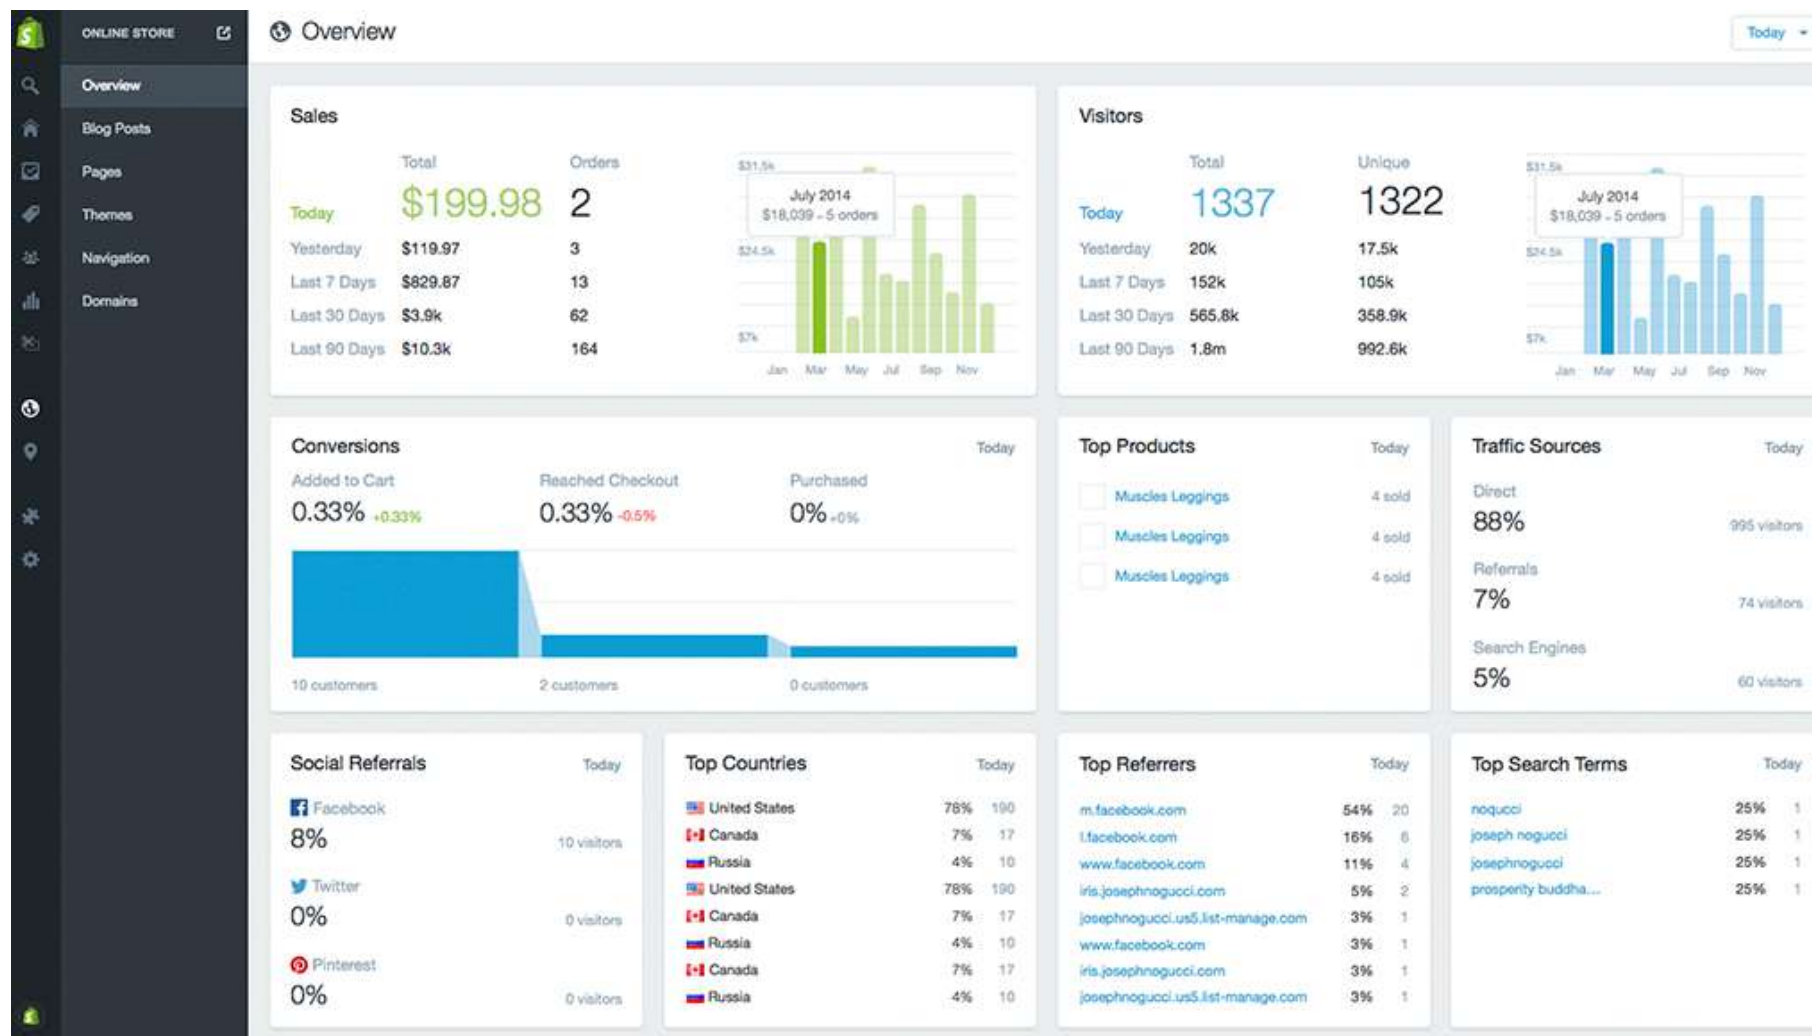 ONLINE STORE
Overview
Blog Posts
Pages
Themes
Navigation
Domains
Overview
Today
Sales
Total Orders
Today $199.98 2
Yesterday $119.97 3
Last 7 Days $829.87 13
Last 30 Days $3.9k 62
Last 90 Days $10.3k 164
$31.5k
July 2014
$18,039 - 5 orders
$24.5k
$7k
Jan Mar May Jul Sep Nov
Visitors
Total Unique
Today 1337 1322
Yesterday 20k 17.5k
Last 7 Days 152k 105k
Last 30 Days 565.8k 358.9k
Last 90 Days 1.8m 992.6k
$31.5k
July 2014
$18,039 - 5 orders
$24.5k
$7k
Jan Mar May Jul Sep Nov
Conversions Today
Added to Cart Reached Checkout Purchased
0.33% +0.33% 0.33% -0.5% 0% +0%
10 customers 2 customers 0 customers
Top Products Today
Muscles Leggings 4 sold
Muscles Leggings 4 sold
Muscles Leggings 4 sold
Traffic Sources Today
Direct
88% 995 visitors
Referrals
7% 74 visitors
Search Engines
5% 60 visitors
Social Referrals Today
Facebook
8% 10 visitors
Twitter
0% 0 visitors
Pinterest
0% 0 visitors
Top Countries Today
United States 78% 190
Canada 7% 17
Russia 4% 10
United States 78% 190
Canada 7% 17
Russia 4% 10
Canada 7% 17
Russia 4% 10
Top Referrers Today
m.facebook.com 54% 20
l.facebook.com 16% 6
www.facebook.com 11% 4
iris.josephnogucci.com 5% 2
josephnogucci.us5.list-manage.com 3% 1
www.facebook.com 3% 1
iris.josephnogucci.com 3% 1
josephnogucci.us5.list-manage.com 3% 1
Top Search Terms Today
noqucci 25% 1
joseph nogucci 25% 1
josephnogucci 25% 1
prosperity buddha.... 25% 1